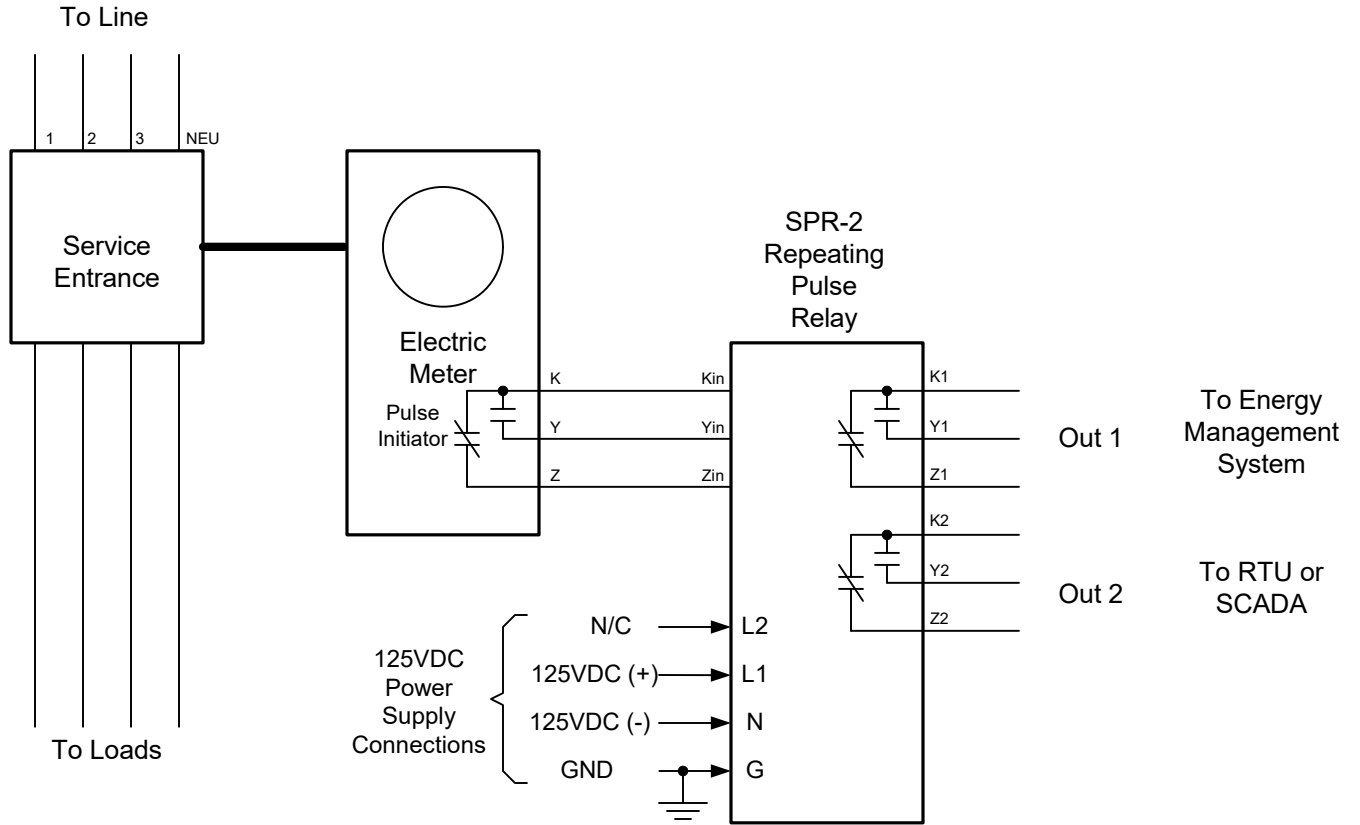 To Line
1
2
3
NEU
Service
Entrance
To Loads
Electric
Meter
Pulse
Initiator
K
Y
Z
SPR-2
Repeating
Pulse
Relay
Kin
Yin
Zin
K1
Y1
Z1
K2
Y2
Z2
Out 1
To Energy
Management
System
Out 2
To RTU or
SCADA
125VDC
Power
Supply
Connections
N/C
L2
125VDC (+)
L1
125VDC (-)
N
GND
G